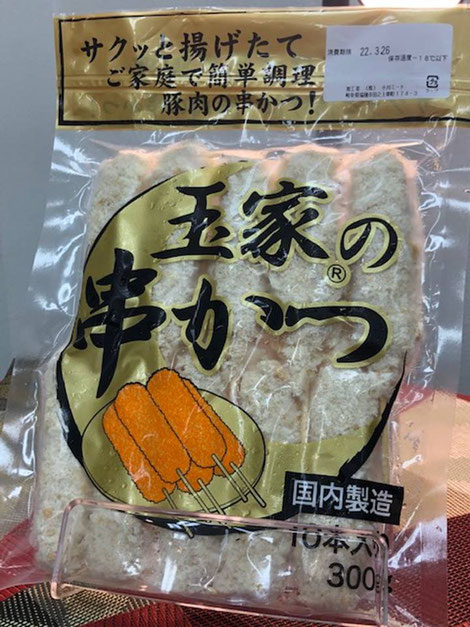 サクッと揚げたて
ご家庭で簡単調理
豚肉の串かつ！
消費期限 22.3.26
保存温度-18℃以下
玉家の®
串かつ
国内製造
10本入り
300g